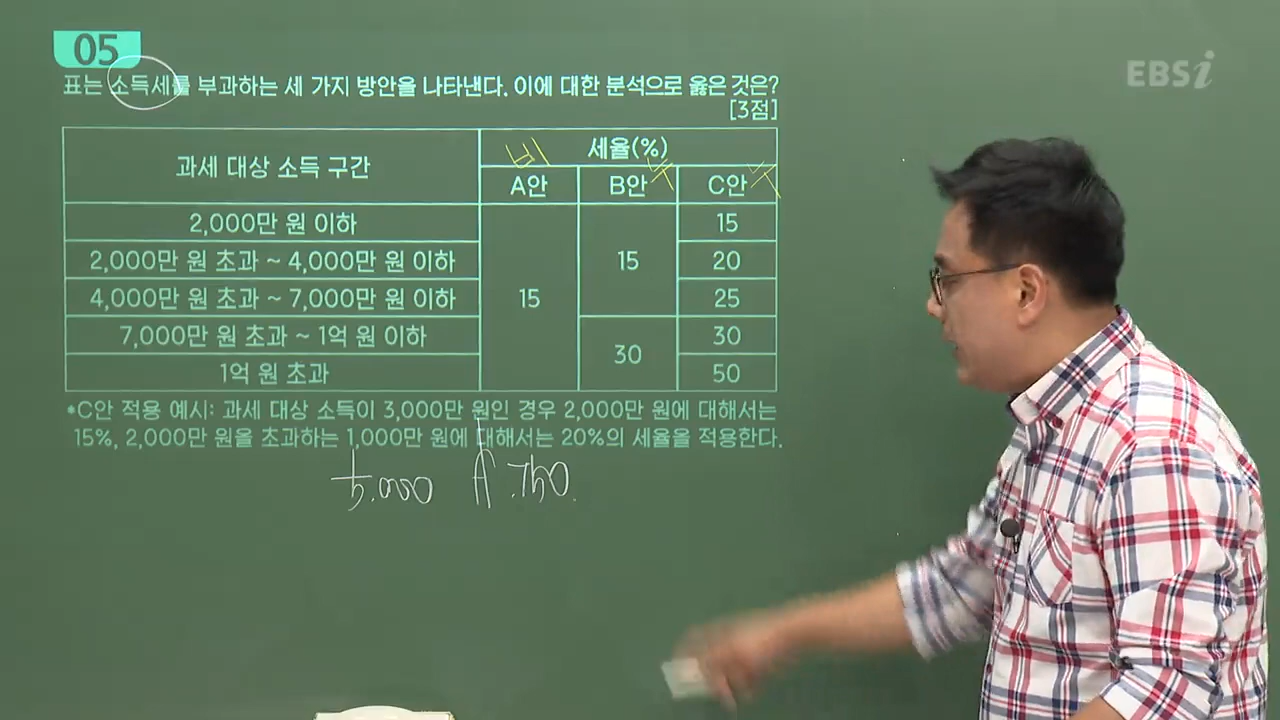 05
EBSi
표는 소득세를 부과하는 세 가지 방안을 나타낸다. 이에 대한 분석으로 옳은 것은?
[3점]
과세 대상 소득 구간
세율(%)
비
누
누
A안
B안
C안
2,000만 원 이하
15
2,000만 원 초과 ~ 4,000만 원 이하
15
20
4,000만 원 초과 ~ 7,000만 원 이하
15
25
7,000만 원 초과 ~ 1억 원 이하
30
30
1억 원 초과
50
*C안 적용 예시: 과세 대상 소득이 3,000만 원인 경우 2,000만 원에 대해서는
15%, 2,000만 원을 초과하는 1,000만 원에 대해서는 20%의 세율을 적용한다.
5.000 A .750.